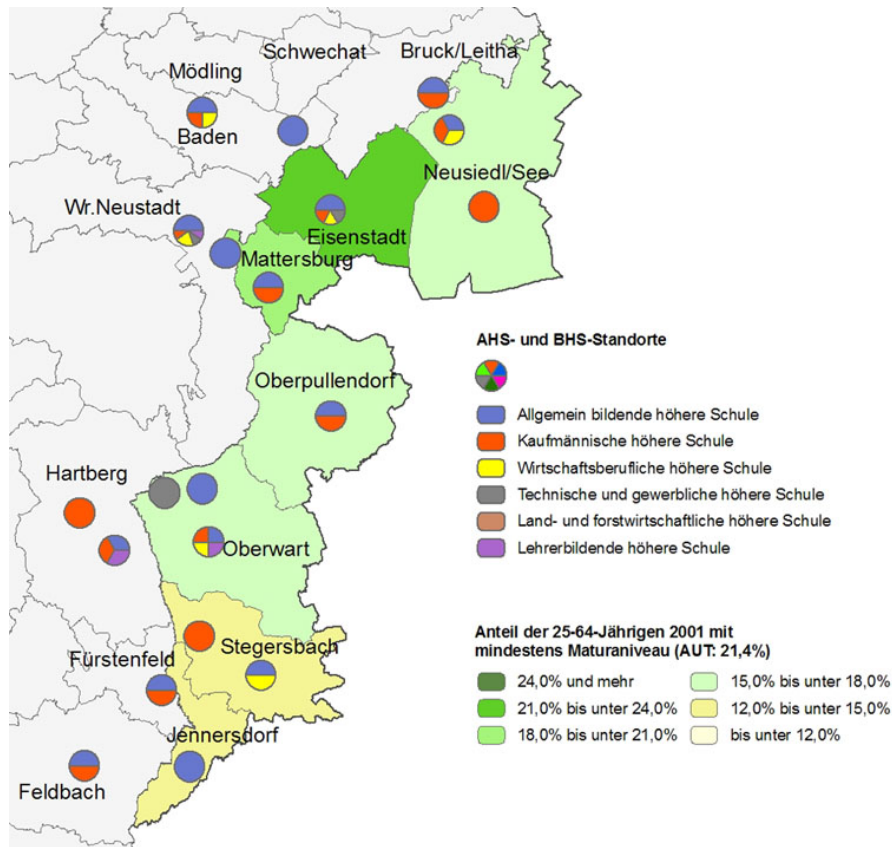 Schwechat
Bruck/Leitha
Mödling
Baden
Neusiedl/See
Wr.Neustadt
Eisenstadt
Mattersburg
AHS- und BHS-Standorte
Oberpullendorf
Allgemein bildende höhere Schule
Kaufmännische höhere Schule
Hartberg
Wirtschaftsberufliche höhere Schule
Technische und gewerbliche höhere Schule
Land- und forstwirtschaftliche höhere Schule
Oberwart
Lehrerbildende höhere Schule
Anteil der 25-64-Jährigen 2001 mit
mindestens Maturaniveau (AUT: 21,4%)
Stegersbach
Fürstenfeld
24,0% und mehr
15,0% bis unter 18,0%
21,0% bis unter 24,0%
12,0% bis unter 15,0%
Jennersdorf
18,0% bis unter 21,0%
bis unter 12,0%
Feldbach